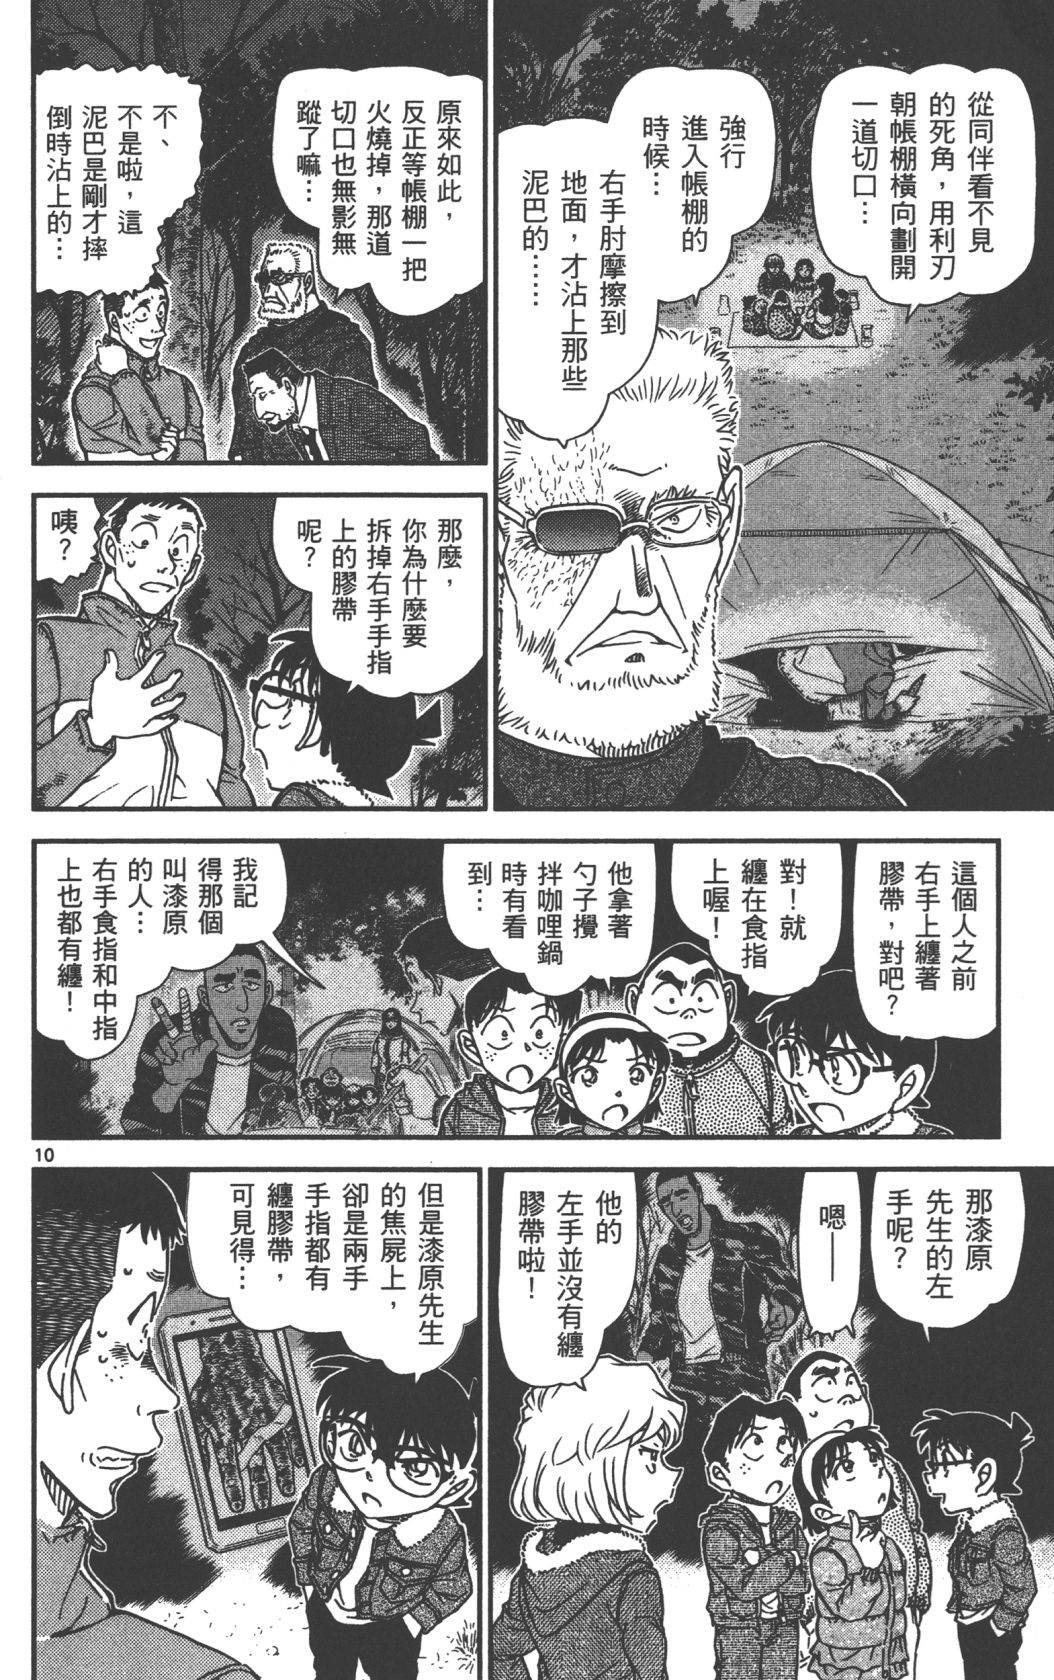 從同伴看不見
的死角，用利刃
朝帳棚橫向劃開
一道切口…
強行
進入帳棚的
時候…
右手肘摩擦到
地面，才沾上那些
泥巴的……
原來如此，
反正等帳棚一把
火燒掉，那道
切口也無影無
蹤了嘛…
不、
不是啦，這
泥巴是剛才摔
倒時沾上的…
那麼，
你為什麼要
拆掉右手手指
上的膠帶
呢？
咦？
這個人之前
右手上纏著
膠帶，對吧？
對！就
纏在食指
上喔！
他拿著
勺子攪
拌咖哩鍋
時有看
到…
我記
得那個
叫漆原
的人…
右手食指和中指
上也都有纏！
10
那漆原
先生的左
手呢？
嗯——
他的
左手並沒有纏
膠帶啦！
但是漆原先生
的焦屍上，
卻是兩手
手指都有
纏膠帶，
可見得…